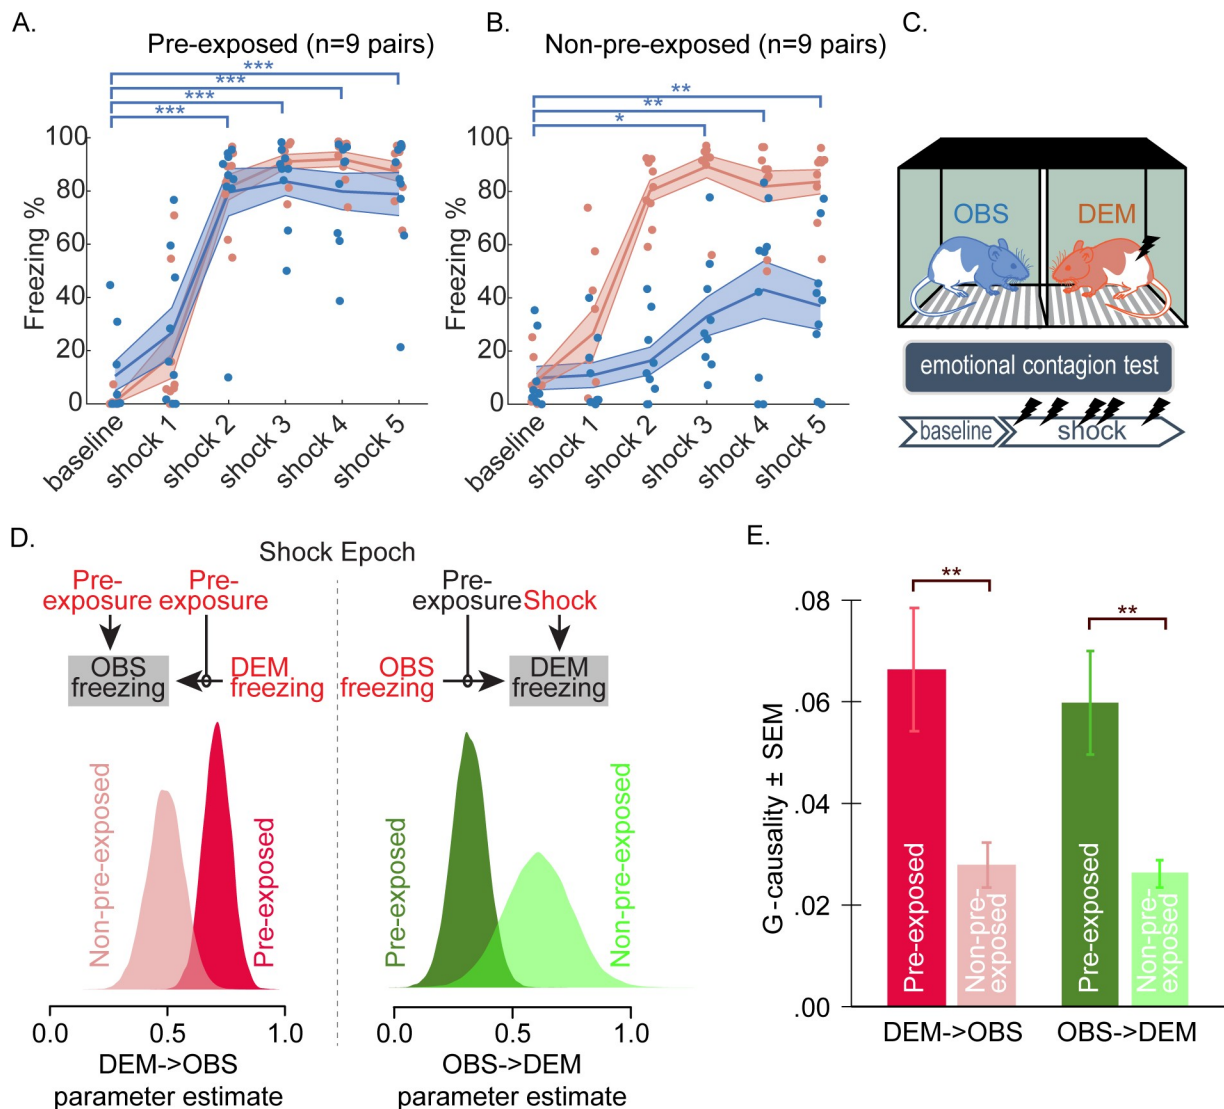 A.
Pre-exposed (n=9 pairs)
***
***
***
***
Freezing %
100
80
60
40
20
0
baseline
shock 1
shock 2
shock 3
shock 4
shock 5
B.
Non-pre-exposed (n=9 pairs)
**
**
*
Freezing %
100
80
60
40
20
0
baseline
shock 1
shock 2
shock 3
shock 4
shock 5
C.
OBS
DEM
emotional contagion test
baseline
shock
D.
Shock Epoch
Pre-
exposure
Pre-
exposure
OBS
freezing
DEM
freezing
Non-pre-exposed
Pre-exposed
0.0
0.5
1.0
DEM->OBS
parameter estimate
Pre-
exposure
Shock
OBS
freezing
DEM
freezing
Pre-exposed
Non-pre-exposed
0.0
0.5
1.0
OBS->DEM
parameter estimate
E.
**
**
G-causality ± SEM
.08
.06
.04
.02
.00
Pre-exposed
Non-pre-
exposed
Pre-exposed
Non-pre-
exposed
DEM->OBS
OBS->DEM